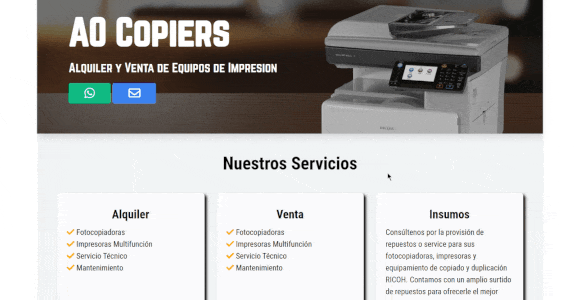 AO Copiers
Alquiler y Venta de Equipos de Impresion
Nuestros Servicios
Alquiler
Fotocopiadoras
Impresoras Multifunción
Servicio Técnico
Mantenimiento
Venta
Fotocopiadoras
Impresoras Multifunción
Servicio Técnico
Mantenimiento
Insumos
Consúltenos por la provisión de
repuestos o service para sus
fotocopiadoras, impresoras y
equipamiento de copiado y duplicación
RICOH. Contamos con un amplio surtido
de repuestos para ofrecerle el mejor